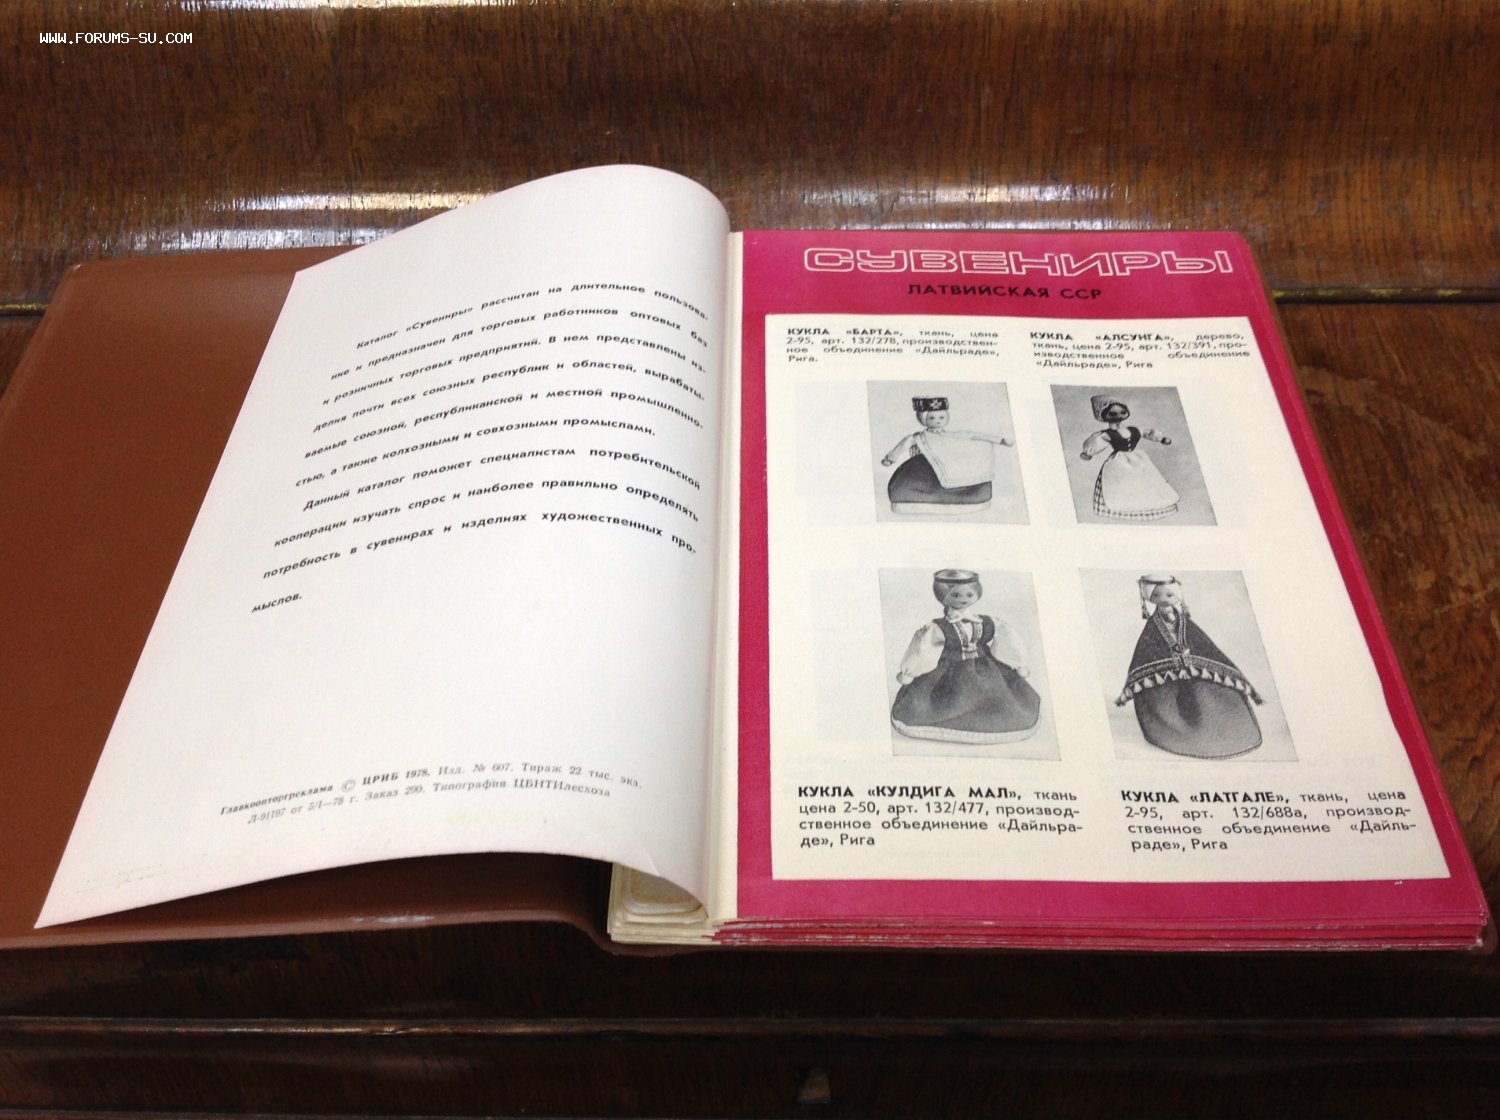 WWW.FORUMS-SU.COM
Каталог «Сувениры» рассчитан на длительное пользова-
ние и предназначен для торговых работников оптовых баз
и розничных торговых предприятий. В нем представлены из-
делия почти всех союзных республик и областей, вырабаты-
ваемые союзной, республиканской и местной промышленно-
стью, а также колхозными и совхозными промыслами.
Данный каталог поможет специалистам потребительской
кооперации изучать спрос и наиболее правильно определять
потребность в сувенирах и изделиях художественных про-
мыслов.
Главкоопторгреклама © ЦРИБ 1978. Изд. № 607. Тираж 22 тыс. экз.
Л-91197 от 5/I—78 г. Заказ 290. Типография ЦБНТИлесхоза
СУВЕНИРЫ
ЛАТВИЙСКАЯ ССР
КУКЛА «БАРТА», ткань, цена
2-95, арт. 132/278, производствен-
ное объединение «Дайльраде»,
Рига.
КУКЛА «АЛСУНГА», дерево,
ткань, цена 2-95, арт. 132/391, про-
изводственное объединение
«Дайльраде», Рига
КУКЛА «КУЛДИГА МАЛ», ткань
цена 2-50, арт. 132/477, производ-
ственное объединение «Дайльра-
де», Рига
КУКЛА «ЛАТГАЛЕ», ткань, цена
2-95, арт. 132/688а, производ-
ственное объединение «Дайль-
раде», Рига